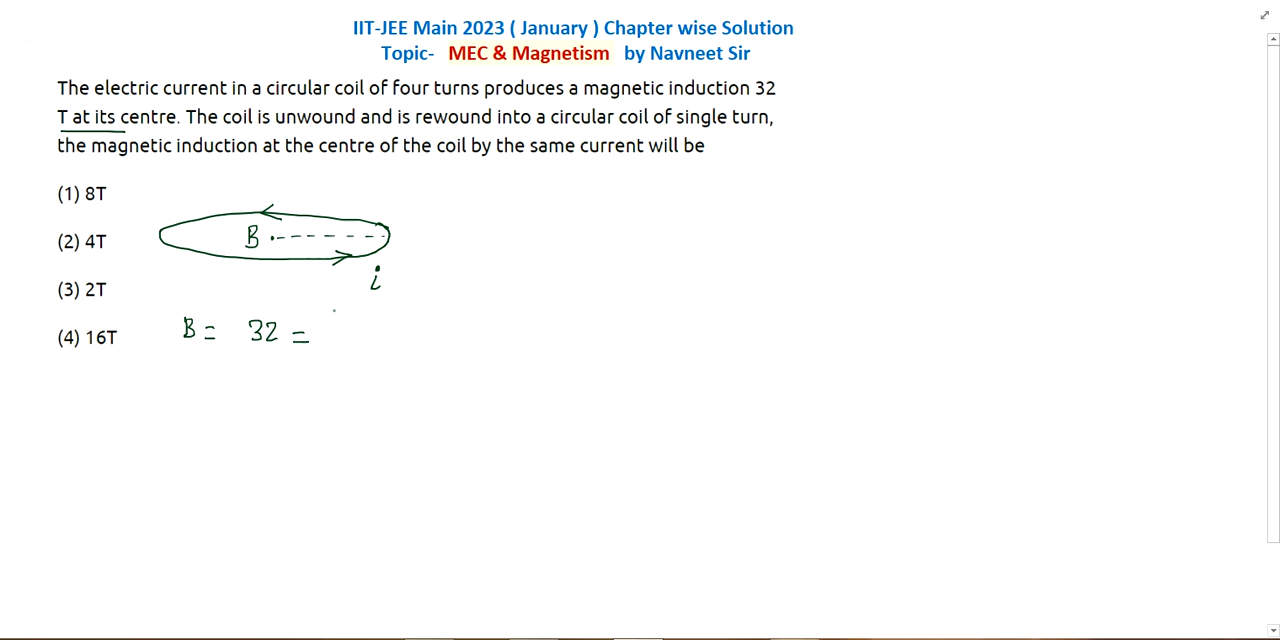 IIT-JEE Main 2023 ( January ) Chapter wise Solution
Topic- MEC & Magnetism by Navneet Sir
The electric current in a circular coil of four turns produces a magnetic induction 32
T at its centre. The coil is unwound and is rewound into a circular coil of single turn,
the magnetic induction at the centre of the coil by the same current will be
(1) 8T
(2) 4T
B
i
(3) 2T
(4) 16T
B = 32 =